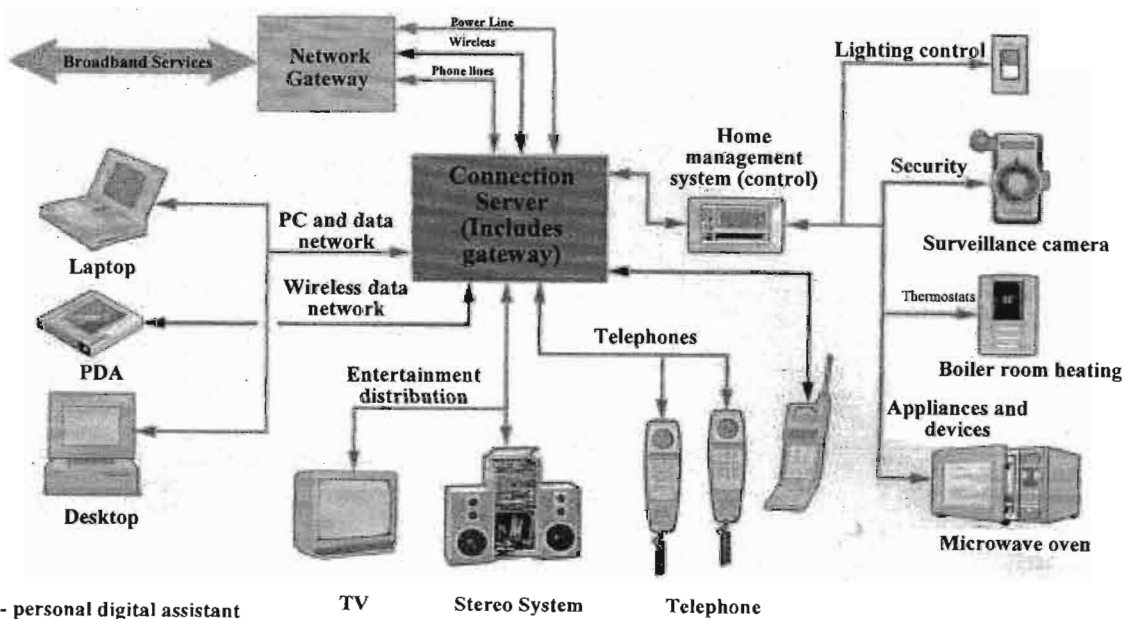 Power Line
Wireless
Phone lines
Broadband Services
Network
Gateway
Lighting control
Home
management
system (control)
Connection
Server
(Includes
gateway)
Security
Surveillance camera
PC and data
network
Laptop
Wireless data
network
Thermostats
PDA
Telephones
Boiler room heating
Entertainment
distribution
Appliances and
devices
Desktop
Microwave oven
- personal digital assistant
TV
Stereo System
Telephone